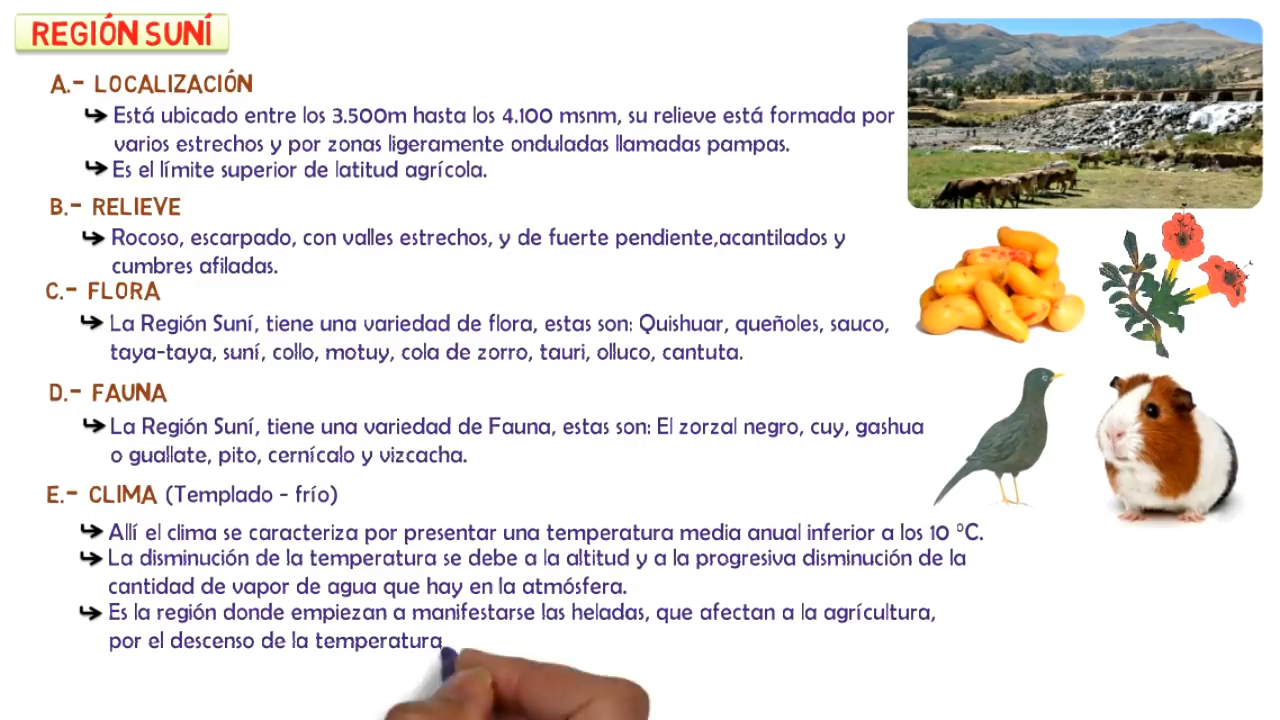 REGIÓN SUNÍ
A.- LOCALIZACIÓN
Está ubicado entre los 3.500m hasta los 4.100 msnm, su relieve está formada por
varios estrechos y por zonas ligeramente onduladas llamadas pampas.
Es el límite superior de latitud agrícola.
B.- RELIEVE
Rocoso, escarpado, con valles estrechos, y de fuerte pendiente,acantilados y
cumbres afiladas.
C.- FLORA
La Región Suní, tiene una variedad de flora, estas son: Quishuar, queñoles, sauco,
taya-taya, suní, collo, motuy, cola de zorro, tauri, olluco, cantuta.
D.- FAUNA
La Región Suní, tiene una variedad de Fauna, estas son: El zorzal negro, cuy, gashua
o guallate, pito, cernícalo y vizcacha.
E.- CLIMA (Templado - frío)
Allí el clima se caracteriza por presentar una temperatura media anual inferior a los 10 °C.
La disminución de la temperatura se debe a la altitud y a la progresiva disminución de la
cantidad de vapor de agua que hay en la atmósfera.
Es la región donde empiezan a manifestarse las heladas, que afectan a la agrícultura,
por el descenso de la temperatura